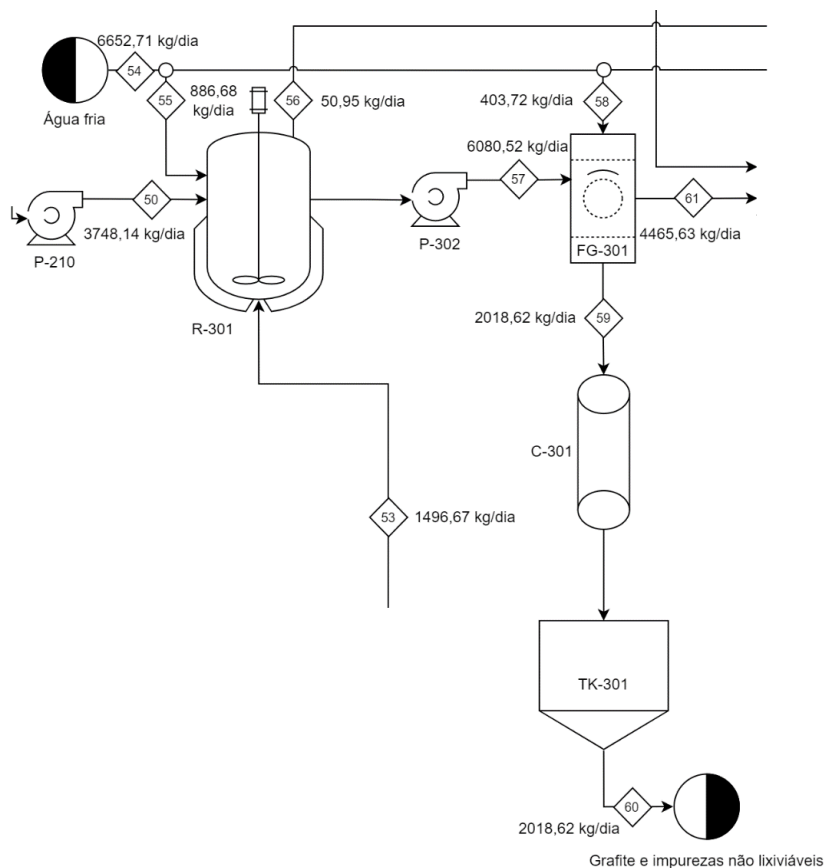 6652,71 kg/dia
54
Água fria
55
886,68
kg/dia
56
50,95 kg/dia
403,72 kg/dia
58
6080,52 kg/dia
50
57
61
3748,14 kg/dia
P-210
P-302
FG-301
4465,63 kg/dia
R-301
2018,62 kg/dia
59
C-301
53
1496,67 kg/dia
TK-301
60
2018,62 kg/dia
Grafite e impurezas não lixiviáveis